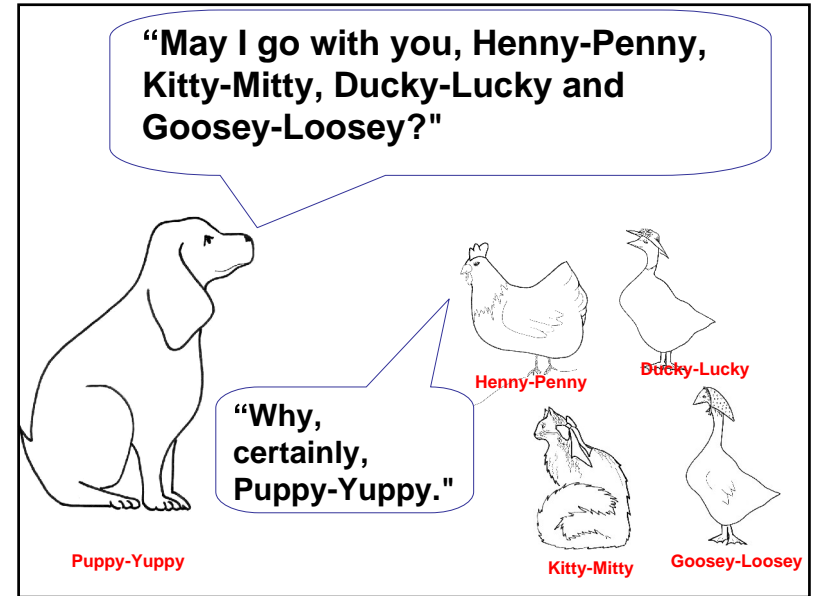 “May I go with you, Henny-Penny,
Kitty-Mitty, Ducky-Lucky and
Goosey-Loosey?"
Henny-Penny
Ducky-Lucky
“Why,
certainly,
Puppy-Yuppy."
Puppy-Yuppy
Kitty-Mitty
Goosey-Loosey